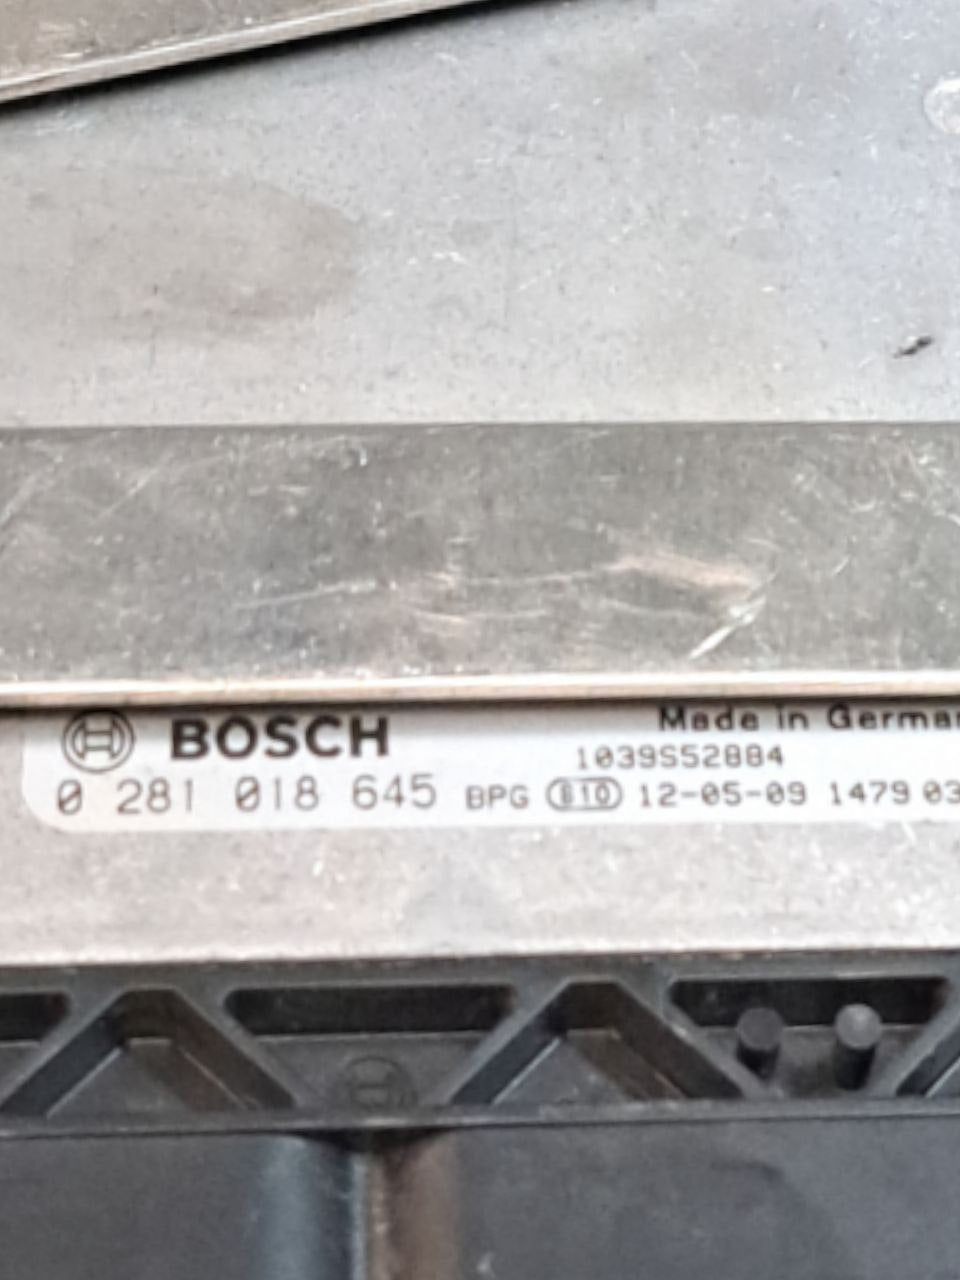 BOSCH
Made in German
1039S52884
0 281 018 645 BPG 810 12-05-09 1479 03